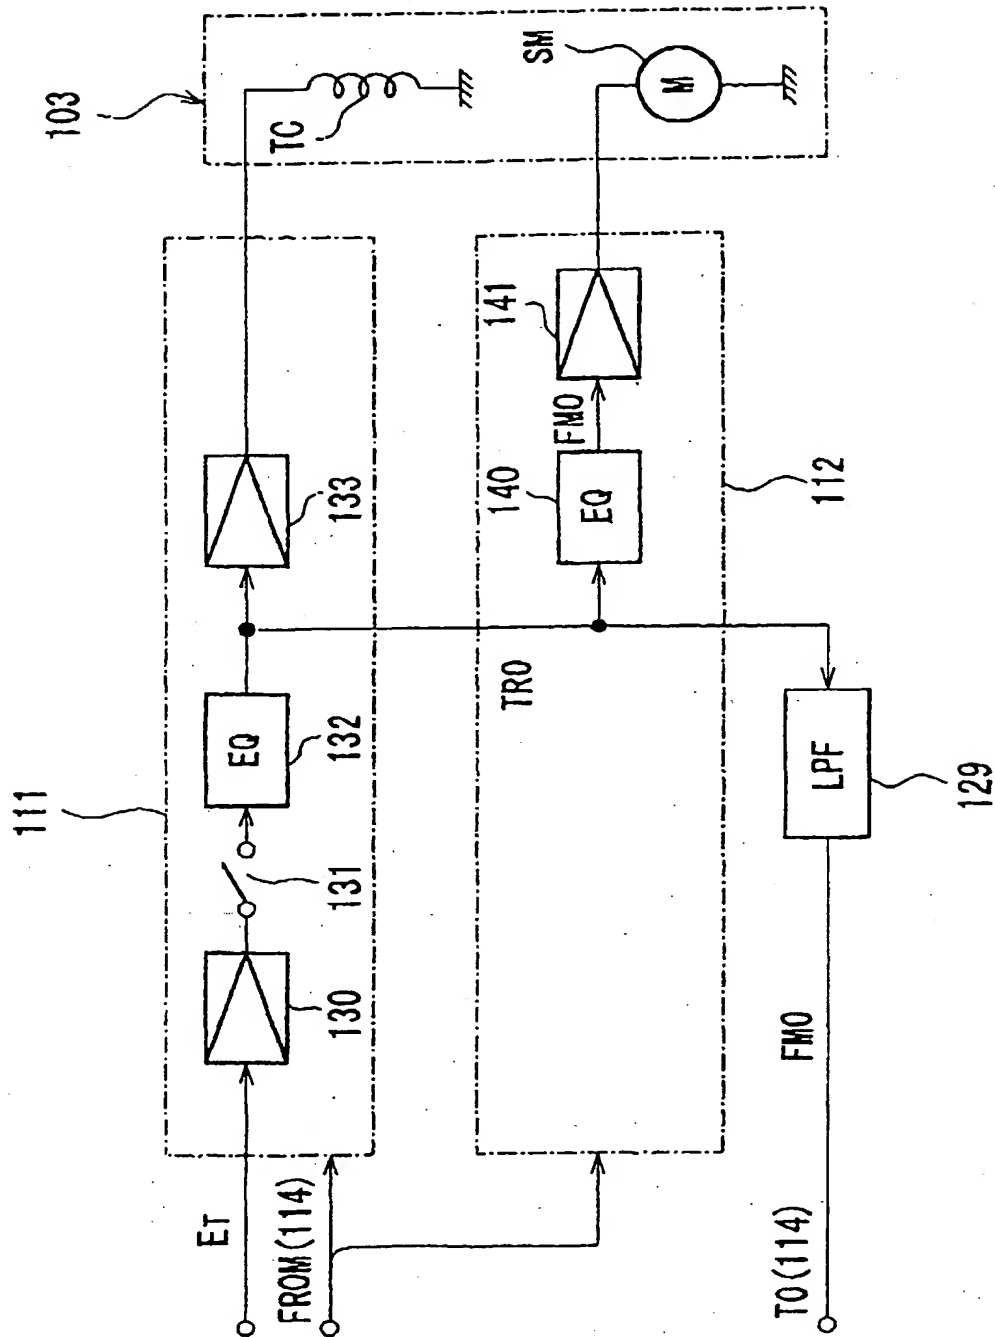 103
TC
SM
M
111
ET
130
131
EQ
132
133
FROM(114)
TRO
140
EQ
FMO
141
112
TO(114)
FMO
LPF
129